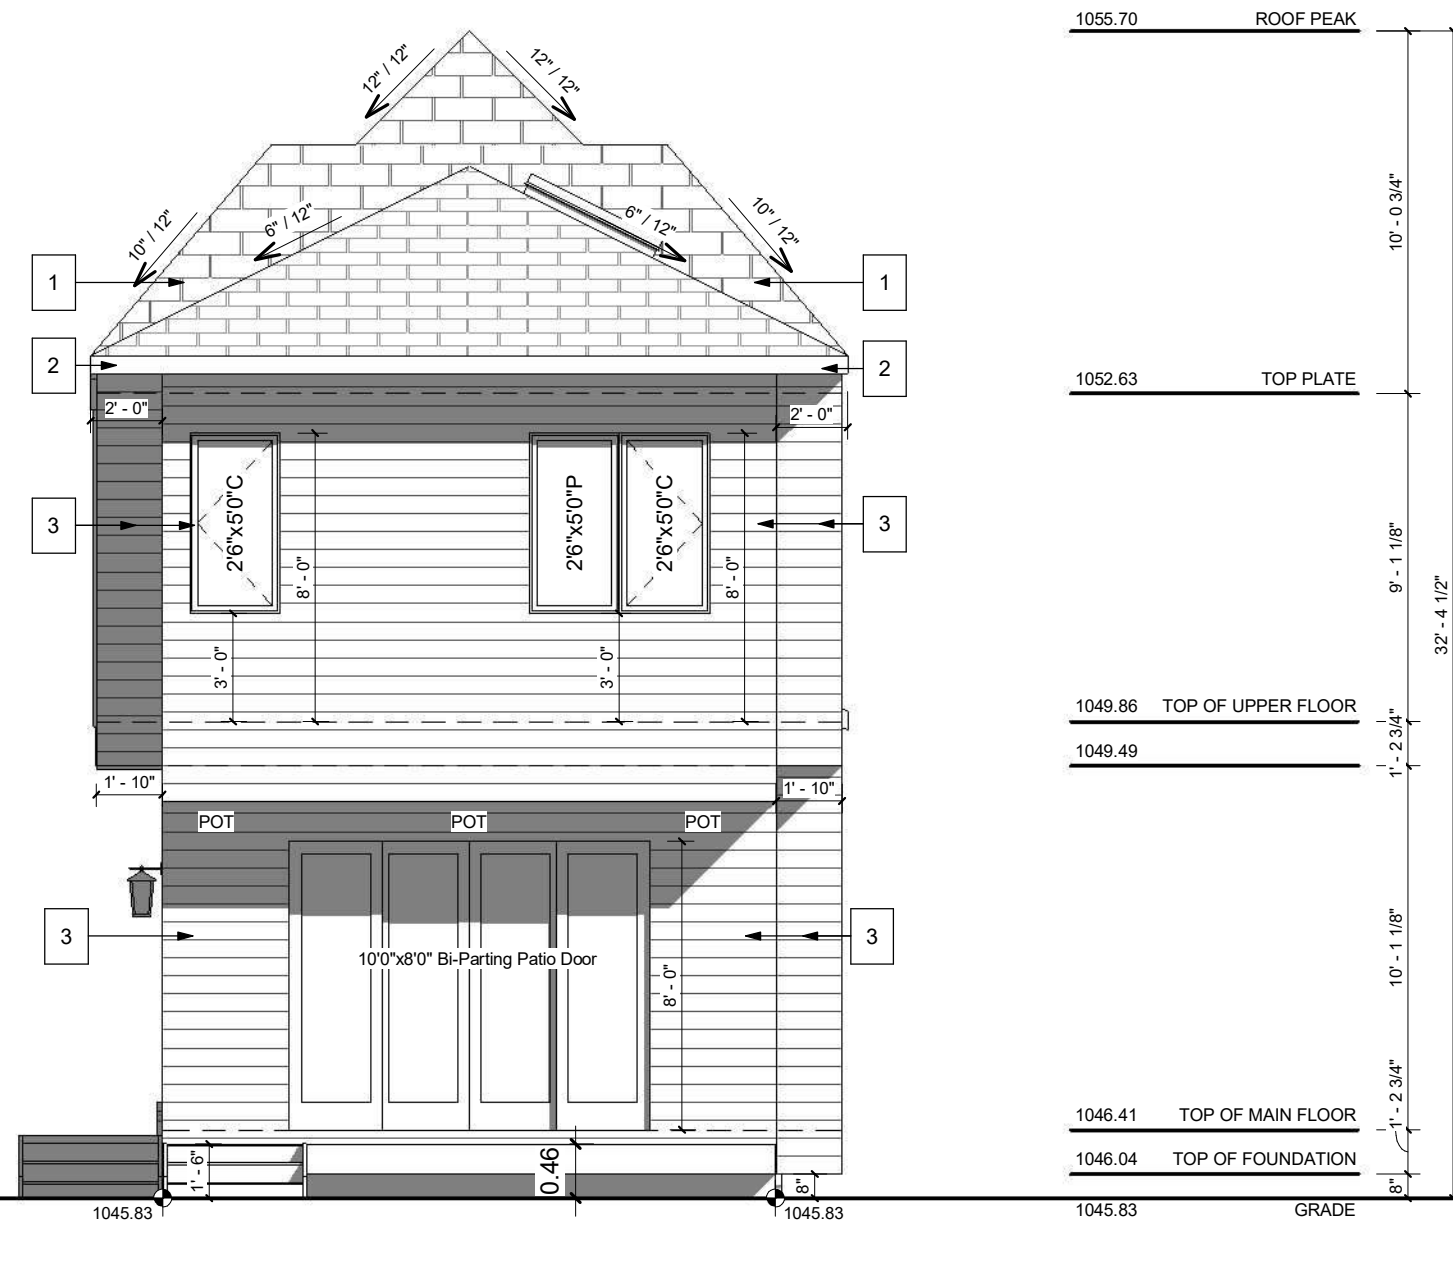 1055.70 ROOF PEAK
12" / 12"
12" / 12"
10" / 12"
6" / 12"
6" / 12"
10" / 12"
10' - 0 3/4"
1
1
2
2
1052.63 TOP PLATE
2' - 0"
2' - 0"
2'6"x5'0"C
2'6"x5'0"P
2'6"x5'0"C
3
3
8' - 0"
8' - 0"
9' - 1 1/8"
32' - 4 1/2"
3' - 0"
3' - 0"
1049.86 TOP OF UPPER FLOOR
1' - 2 3/4"
1049.49
1' - 10"
1' - 10"
POT
POT
POT
3
3
10'0"x8'0" Bi-Parting Patio Door
8' - 0"
10' - 1 1/8"
1' - 2 3/4"
1046.41 TOP OF MAIN FLOOR
1046.04 TOP OF FOUNDATION
1' - 6"
0.46
8"
8"
1045.83
1045.83
1045.83 GRADE